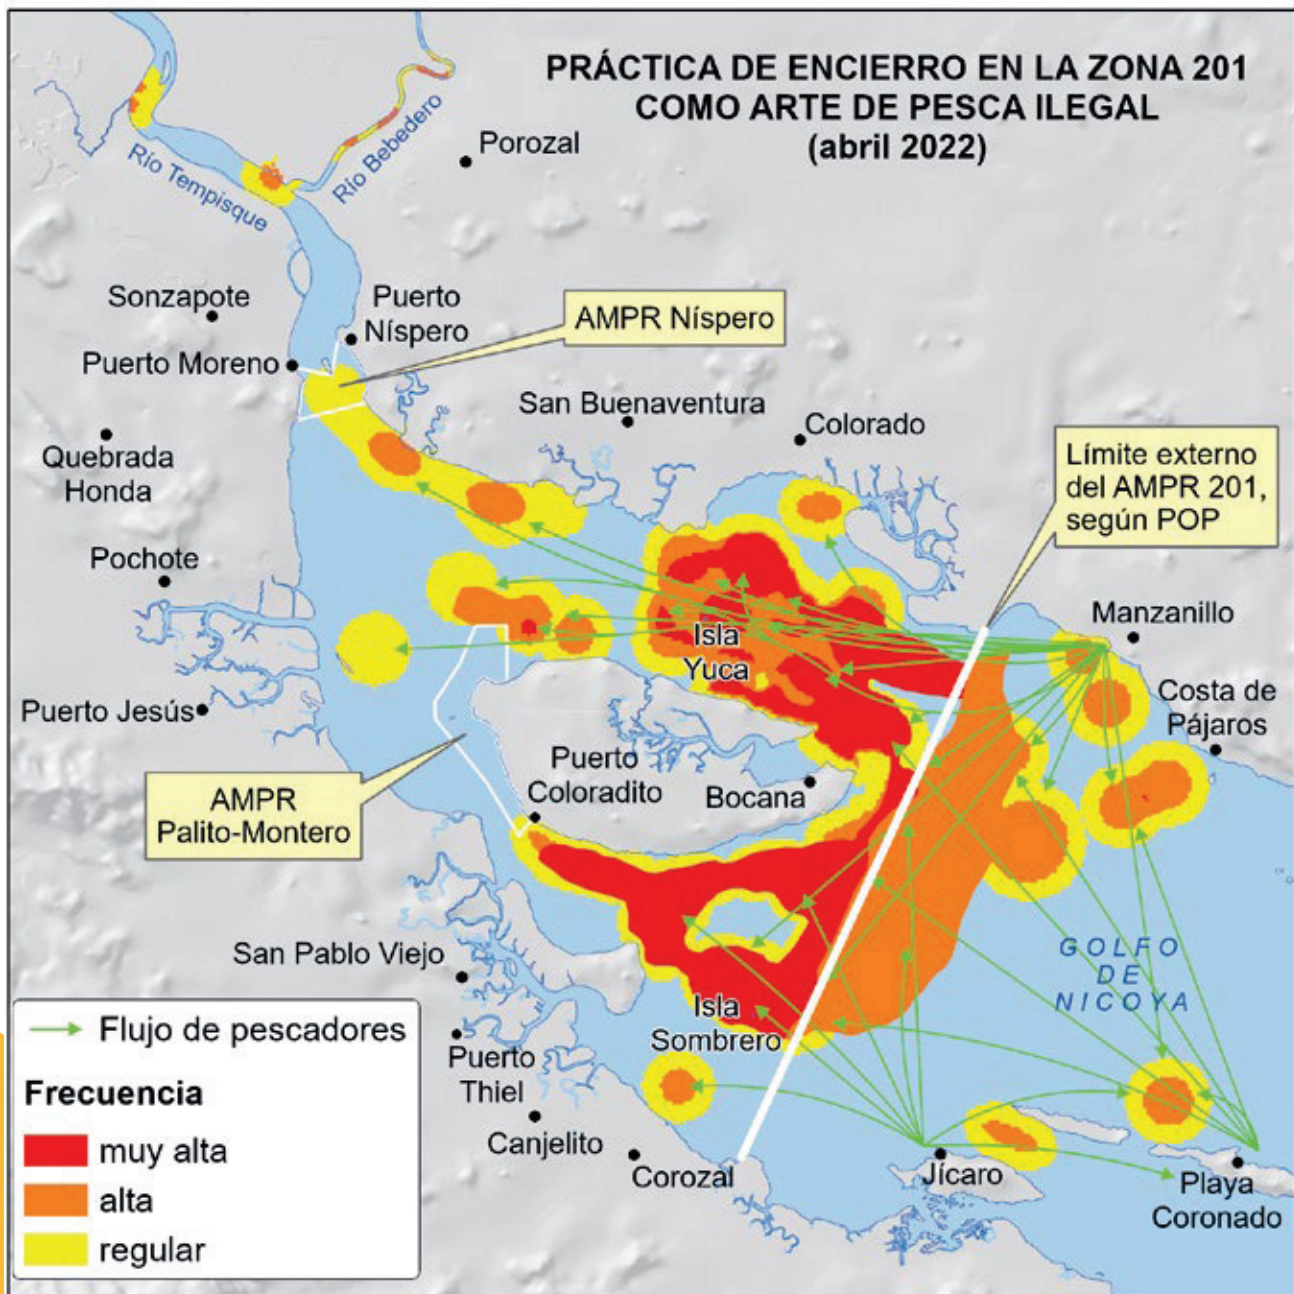 PRÁCTICA DE ENCIERRO EN LA ZONA 201
COMO ARTE DE PESCA ILEGAL
(abril 2022)
Río Tempisque
Río Bebedero
Porozal
Sonzapote
Puerto
Níspero
AMPR Níspero
Puerto Moreno
San Buenaventura
Colorado
Quebrada
Honda
Límite externo
del AMPR 201,
según POP
Pochote
Manzanillo
Isla
Yuca
Puerto Jesús
Costa de
Pájaros
AMPR
Palito-Montero
Puerto
Coloradito
Bocana
San Pablo Viejo
GOLFO
DE
NICOYA
Isla
Sombrero
Puerto
Thiel
Canjelito
Corozal
Jícaro
Playa
Coronado
Flujo de pescadores
Frecuencia
muy alta
alta
regular